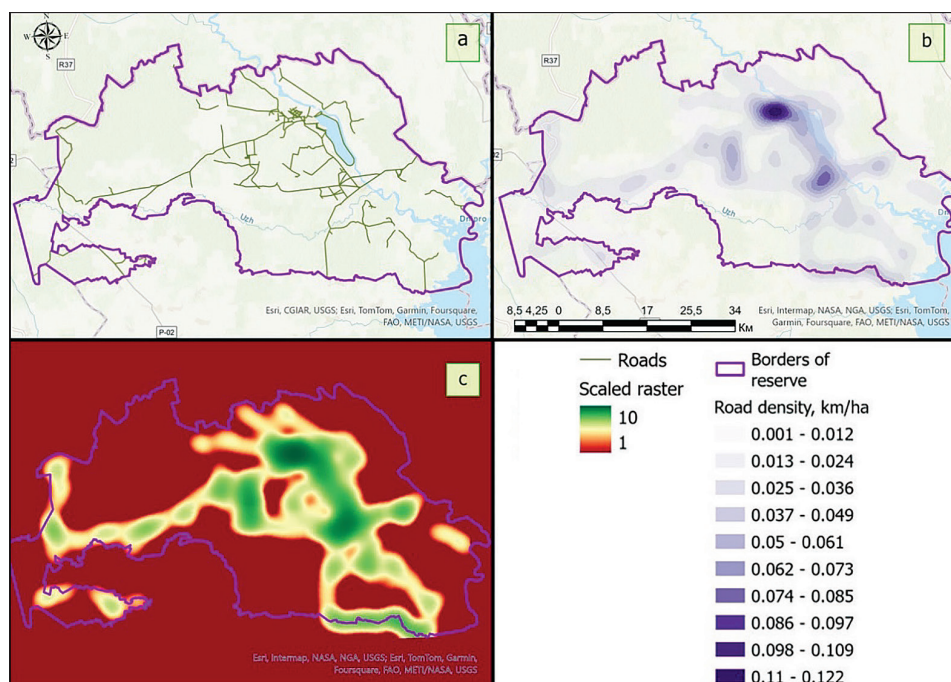 N
W
E
S
R37
a
Uzh
Dnipro
P-02
Esri, CGIAR, USGS; Esri, TomTom, Garmin, Foursquare,
FAO, METI/NASA, USGS
R37
b
Uzh
8,5 4,25 0 8,5 17 25,5 34
Км
Esri, Intermap, NASA, NGA, USGS; Esri, TomTom,
Garmin, Foursquare, FAO, METI/NASA, USGS
c
Esri, Intermap, NASA, NGA, USGS; Esri, TomTom, Garmin,
Foursquare, FAO, METI/NASA, USGS
Roads
Scaled raster
10
1
Borders of
reserve
Road density, km/ha
0.001 - 0.012
0.013 - 0.024
0.025 - 0.036
0.037 - 0.049
0.05 - 0.061
0.062 - 0.073
0.074 - 0.085
0.086 - 0.097
0.098 - 0.109
0.11 - 0.122